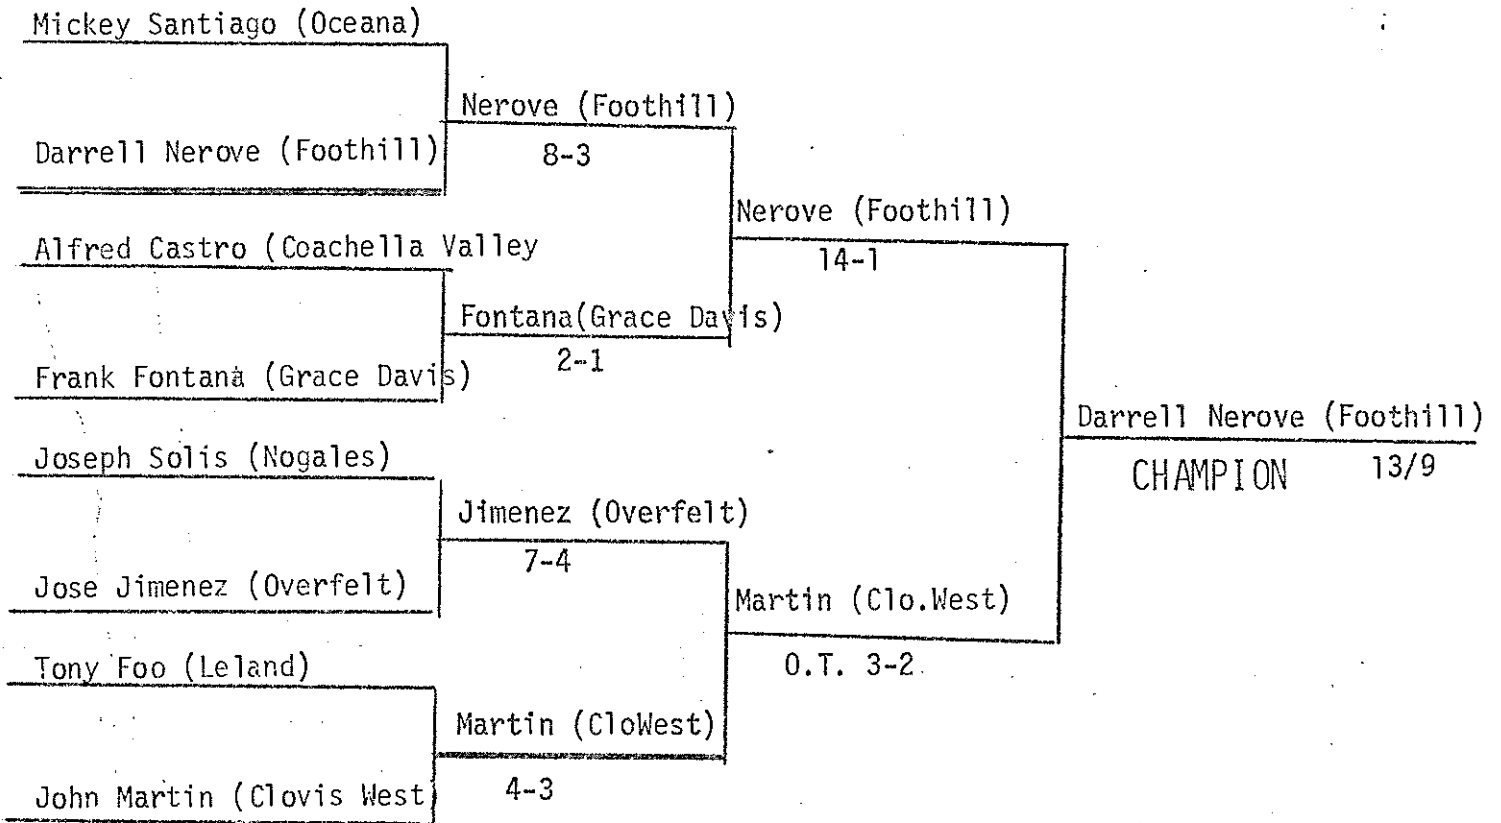 Mickey Santiago (Oceana)
Nerove (Foothill)
Darrell Nerove (Foothill)
8-3
Nerove (Foothill)
Alfred Castro (Coachella Valley
14-1
Fontana(Grace Davis)
2-1
Frank Fontana (Grace Davis)
Darrell Nerove (Foothill)
CHAMPION 13/9
Joseph Solis (Nogales)
Jimenez (Overfelt)
7-4
Jose Jimenez (Overfelt)
Martin (Clo.West)
O.T. 3-2
Tony Foo (Leland)
Martin (CloWest)
4-3
John Martin (Clovis West)